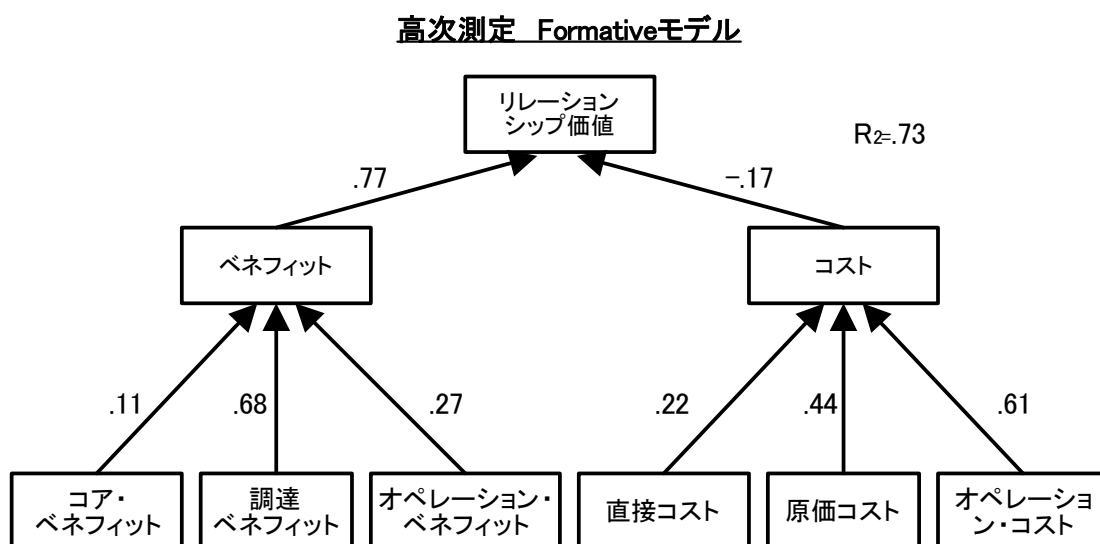 高次測定 Formativeモデル
リレーション
シップ価値
R2=.73
.77
-.17
ベネフィット
コスト
.11
.68
.27
.22
.44
.61
コア・
ベネフィット
調達
ベネフィット
オペレーション・
ベネフィット
直接コスト
原価コスト
オペレーショ
ン・コスト